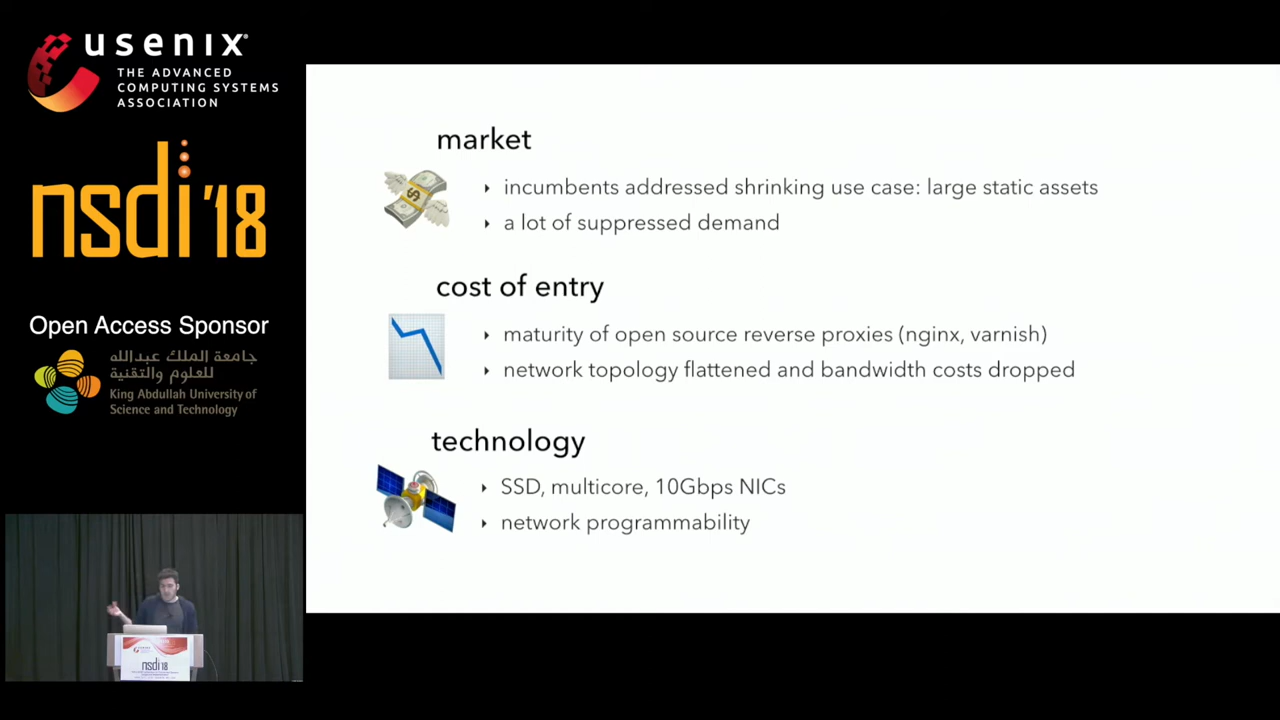 usenix
THE ADVANCED
COMPUTING SYSTEMS
ASSOCIATION
nsdi '18
Open Access Sponsor
جامعة الملك عبدالله
للعلوم والتقنية
King Abdullah University of
Science and Technology
market
incumbents addressed shrinking use case: large static assets
a lot of suppressed demand
cost of entry
maturity of open source reverse proxies (nginx, varnish)
network topology flattened and bandwidth costs dropped
technology
SSD, multicore, 10Gbps NICs
network programmability
usenix
nsdi'18